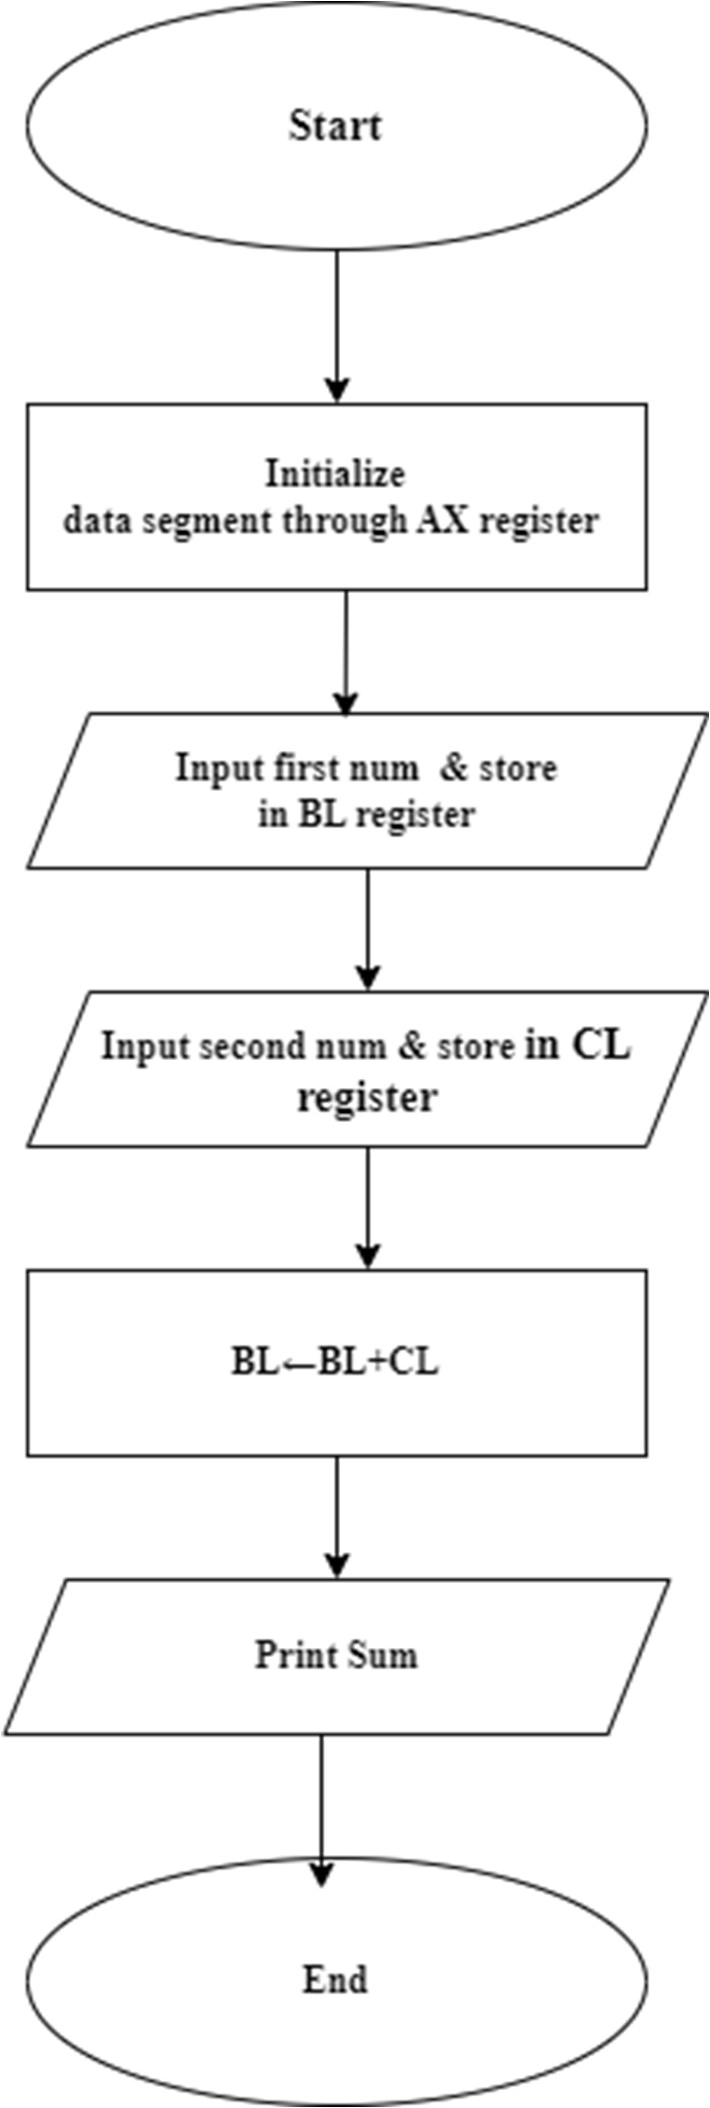 Start
Initialize
data segment through AX register
Input first num & store
in BL register
Input second num & store in CL
register
BL←BL+CL
Print Sum
End